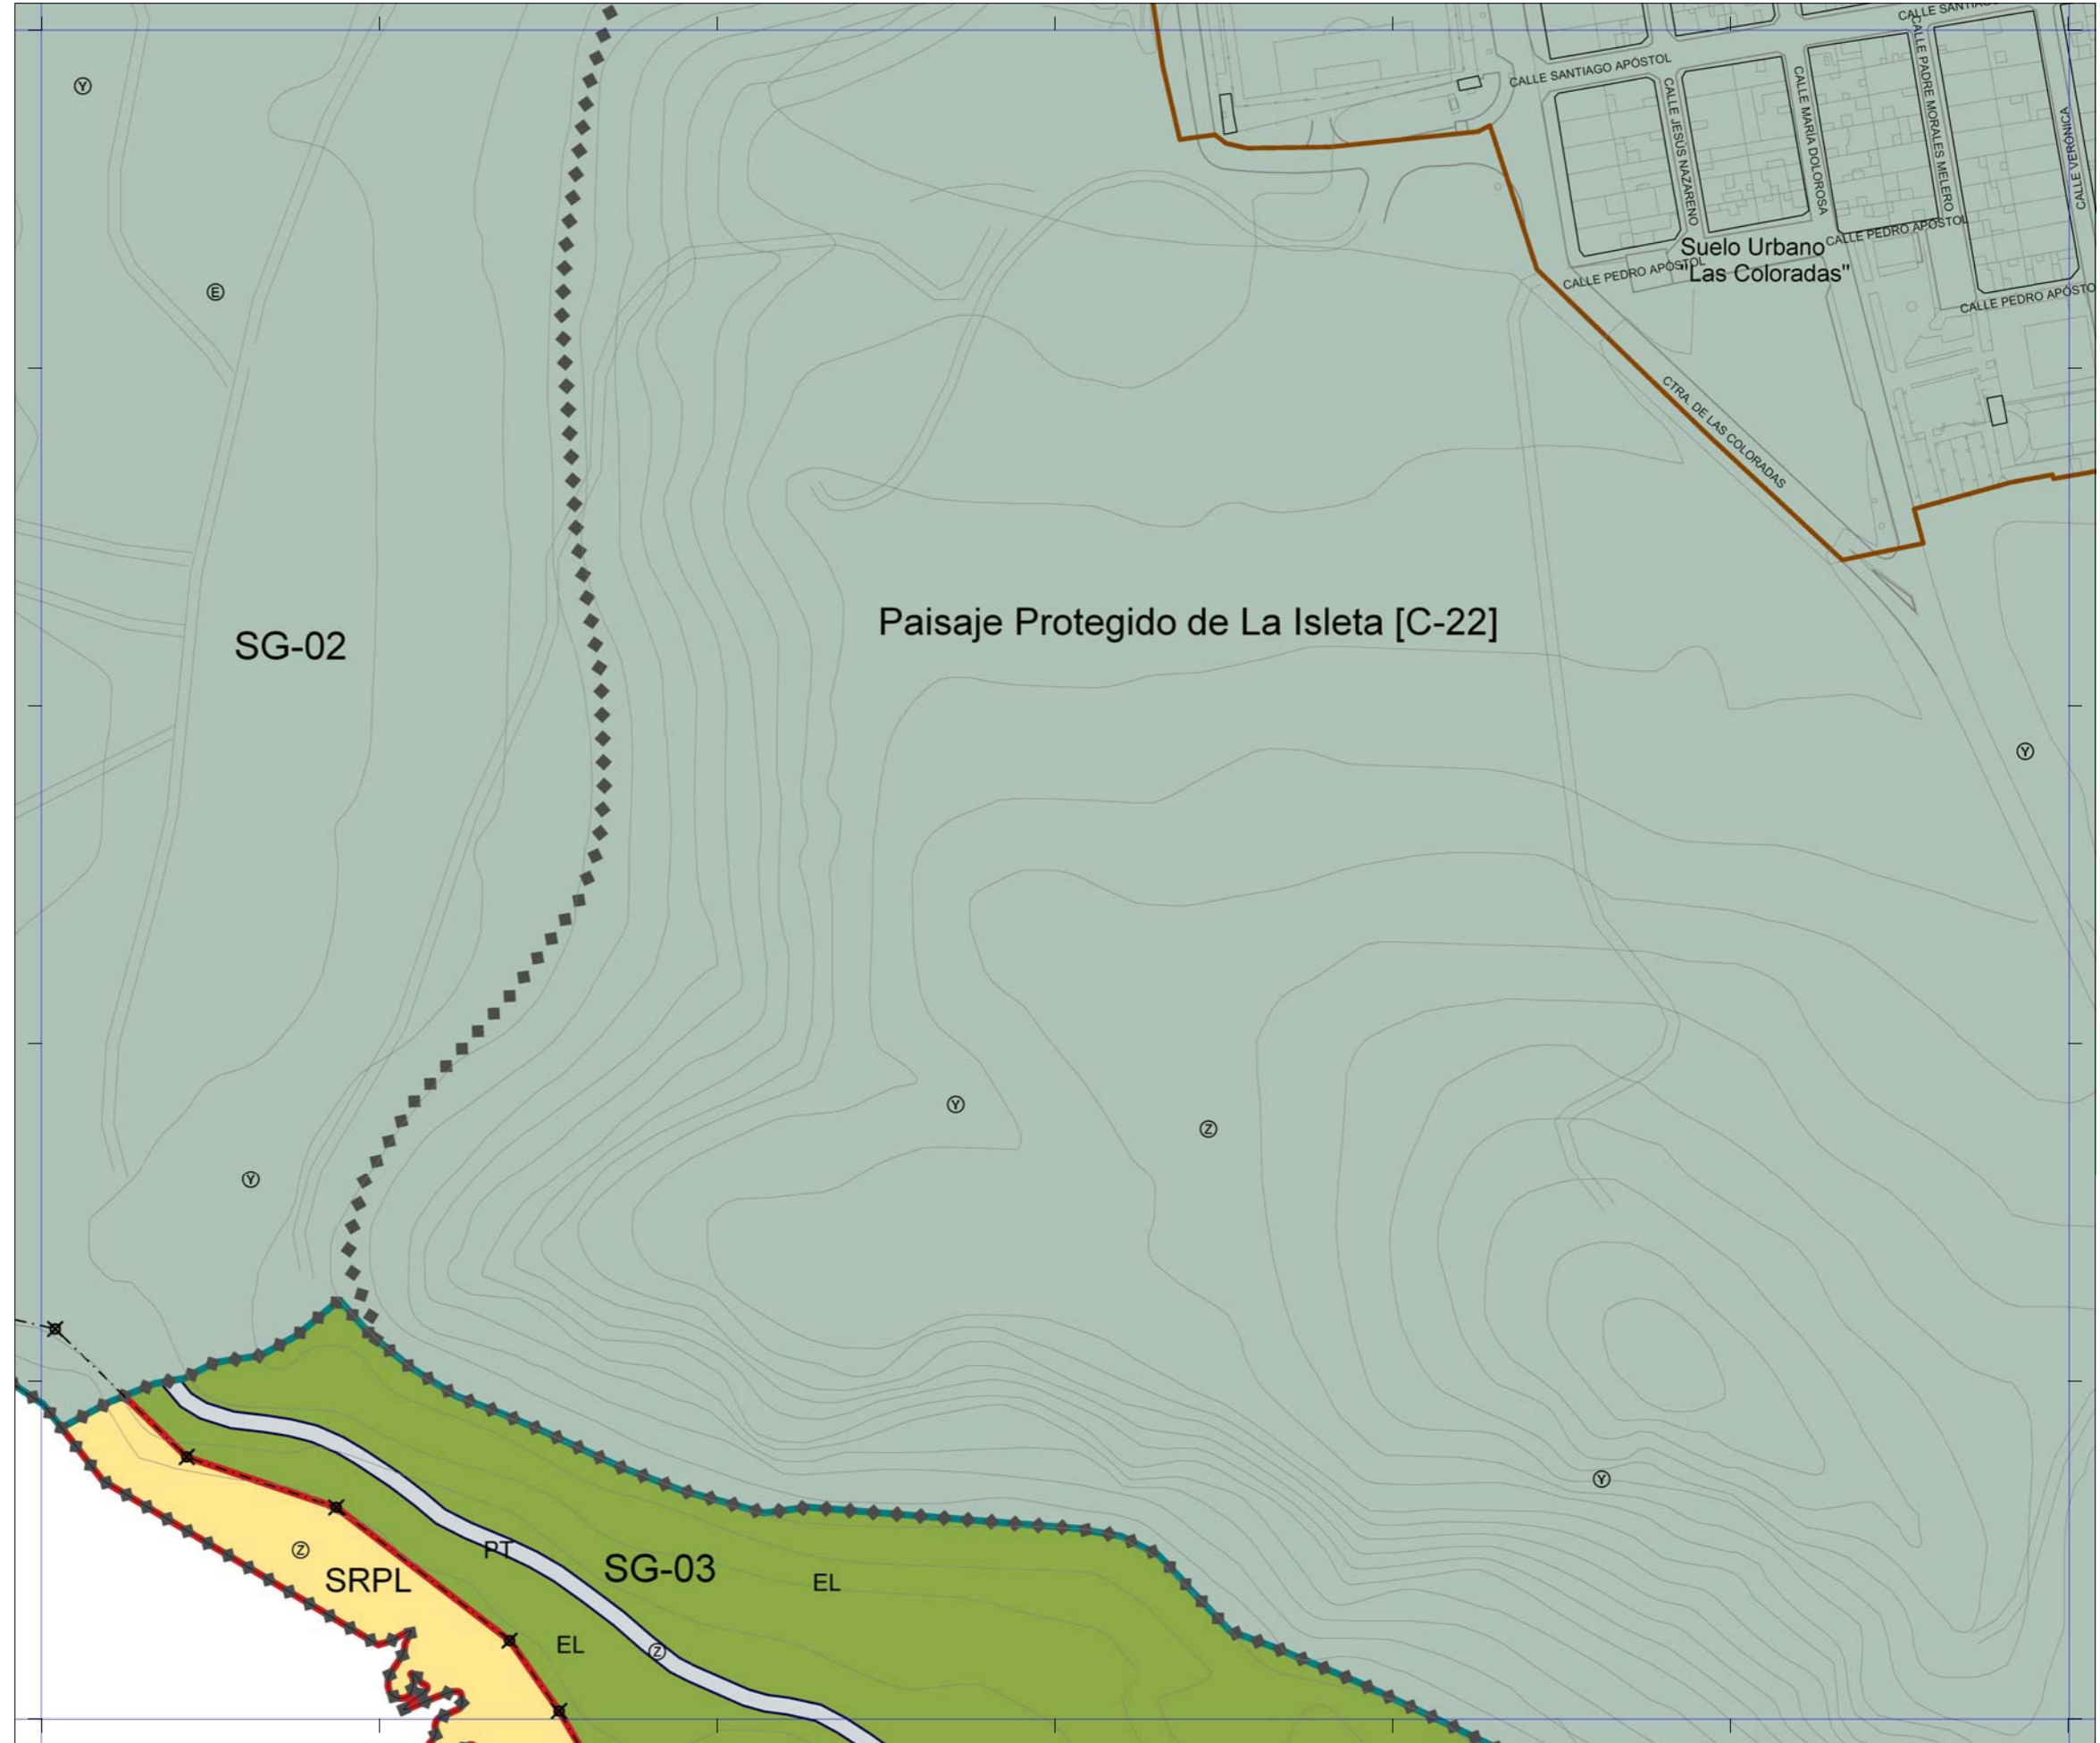 CALLE SANTIAGO APÓSTOL
CALLE JESÚS NAZARENO
CALLE MARÍA DOLOROSA
CALLE PADRE MORALES MELERO
CALLE VERÓNICA
Y
E
CALLE PEDRO APÓSTOL
CALLE PEDRO APÓSTOL
Suelo Urbano
"Las Coloradas"
CALLE PEDRO APÓSTO
CTRA. DE LAS COLORADAS
SG-02
Paisaje Protegido de La Isleta [C-22]
Y
Y
Z
Y
Y
Z
PT
SRPL
SG-03
EL
EL
Z